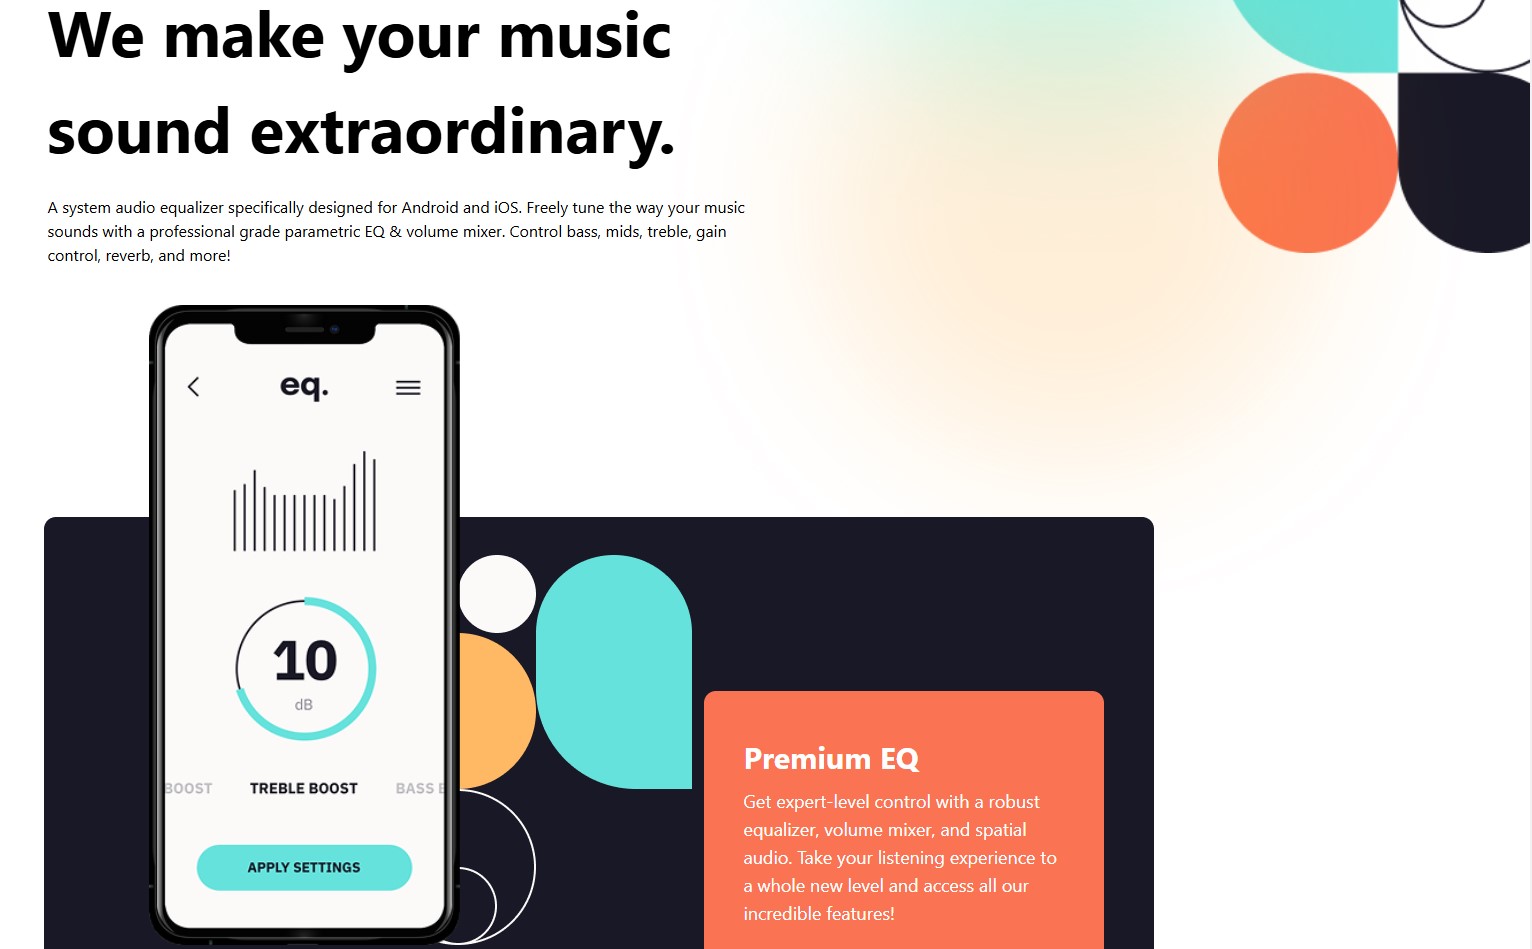 We make your music
sound extraordinary.
A system audio equalizer specifically designed for Android and iOS. Freely tune the way your music
sounds with a professional grade parametric EQ & volume mixer. Control bass, mids, treble, gain
control, reverb, and more!
eq.
10
dB
BOOST TREBLE BOOST BASS B
APPLY SETTINGS
Premium EQ
Get expert-level control with a robust
equalizer, volume mixer, and spatial
audio. Take your listening experience to
a whole new level and access all our
incredible features!